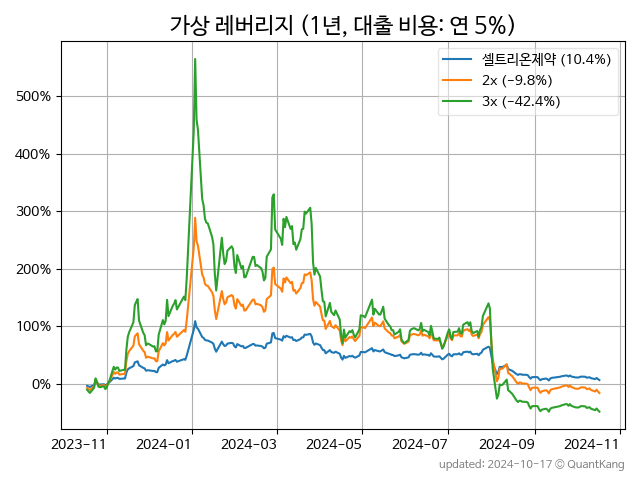 가상 레버리지 (1년, 대출 비용: 연 5%)
셀트리온제약 (10.4%)
2x (−9.8%)
3x (−42.4%)
500%
400%
300%
200%
100%
0%
2023-11 2024-01 2024-03 2024-05 2024-07 2024-09 2024-11
updated: 2024-10-17 © QuantKang